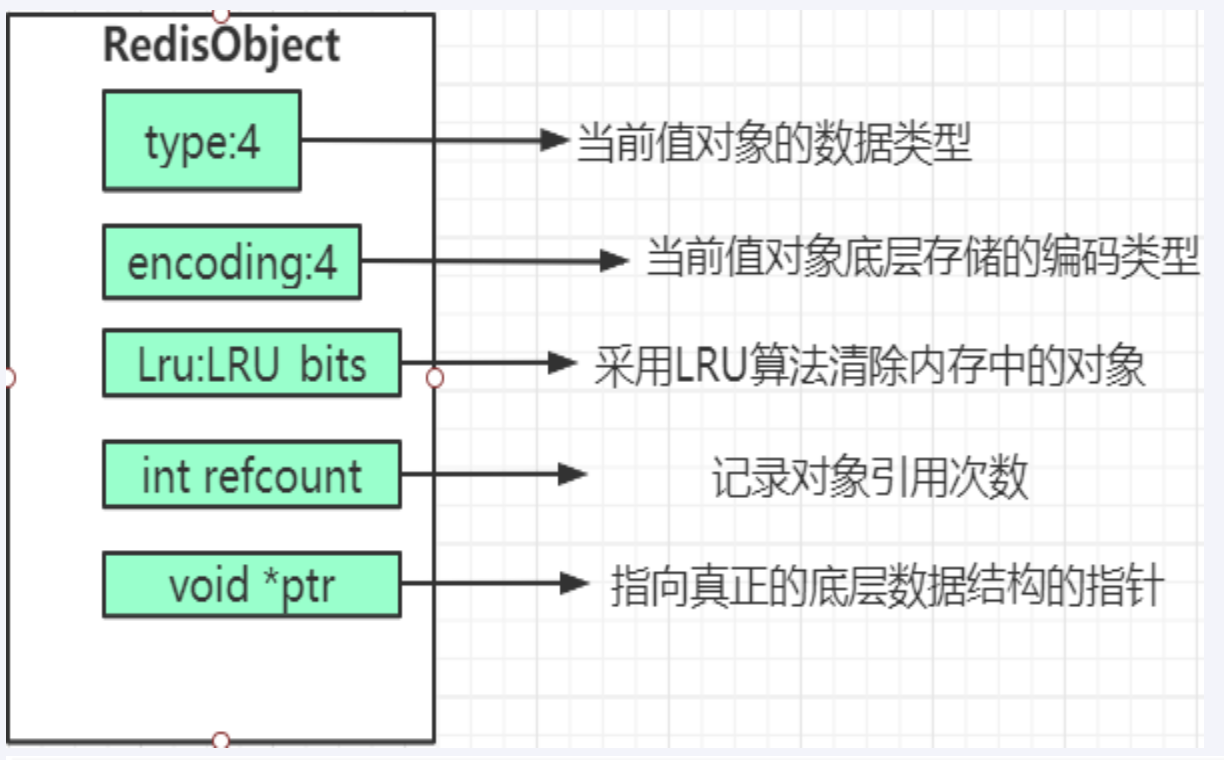 RedisObject
type:4
当前值对象的数据类型
encoding:4
当前值对象底层存储的编码类型
Lru:LRU bits
采用LRU算法清除内存中的对象
int refcount
记录对象引用次数
void *ptr
指向真正的底层数据结构的指针